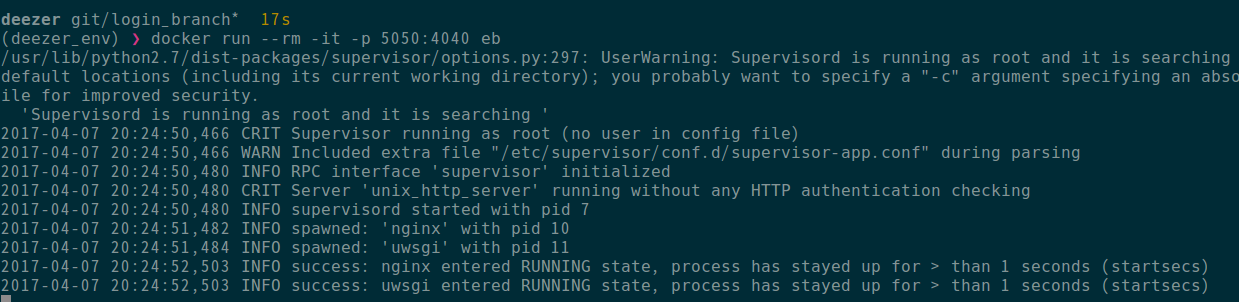 deezer git/login_branch* 17s
(deezer_env) ❯ docker run --rm -it -p 5050:4040 eb
/usr/lib/python2.7/dist-packages/supervisor/options.py:297: UserWarning: Supervisord is running as root and it is searching
default locations (including its current working directory); you probably want to specify a "-c" argument specifying an abso
ile for improved security.
  'Supervisord is running as root and it is searching '
2017-04-07 20:24:50,466 CRIT Supervisor running as root (no user in config file)
2017-04-07 20:24:50,466 WARN Included extra file "/etc/supervisor/conf.d/supervisor-app.conf" during parsing
2017-04-07 20:24:50,480 INFO RPC interface 'supervisor' initialized
2017-04-07 20:24:50,480 CRIT Server 'unix_http_server' running without any HTTP authentication checking
2017-04-07 20:24:50,480 INFO supervisord started with pid 7
2017-04-07 20:24:51,482 INFO spawned: 'nginx' with pid 10
2017-04-07 20:24:51,484 INFO spawned: 'uwsgi' with pid 11
2017-04-07 20:24:52,503 INFO success: nginx entered RUNNING state, process has stayed up for > than 1 seconds (startsecs)
2017-04-07 20:24:52,503 INFO success: uwsgi entered RUNNING state, process has stayed up for > than 1 seconds (startsecs)